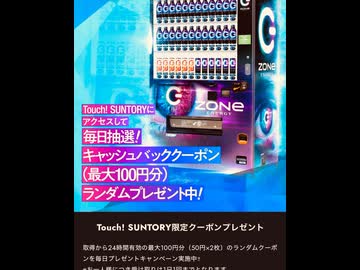 ZONE
ENERGY
Touch! SUNTORYに
アクセスして
毎日抽選!
キャッシュバッククーポン
(最大100円分)
ランダムプレゼント中!
Touch! SUNTORY限定クーポンプレゼント
取得から24時間有効の最大100円分（50円×2枚）のランダムクーポ
ンを毎日プレゼントキャンペーン実施中!